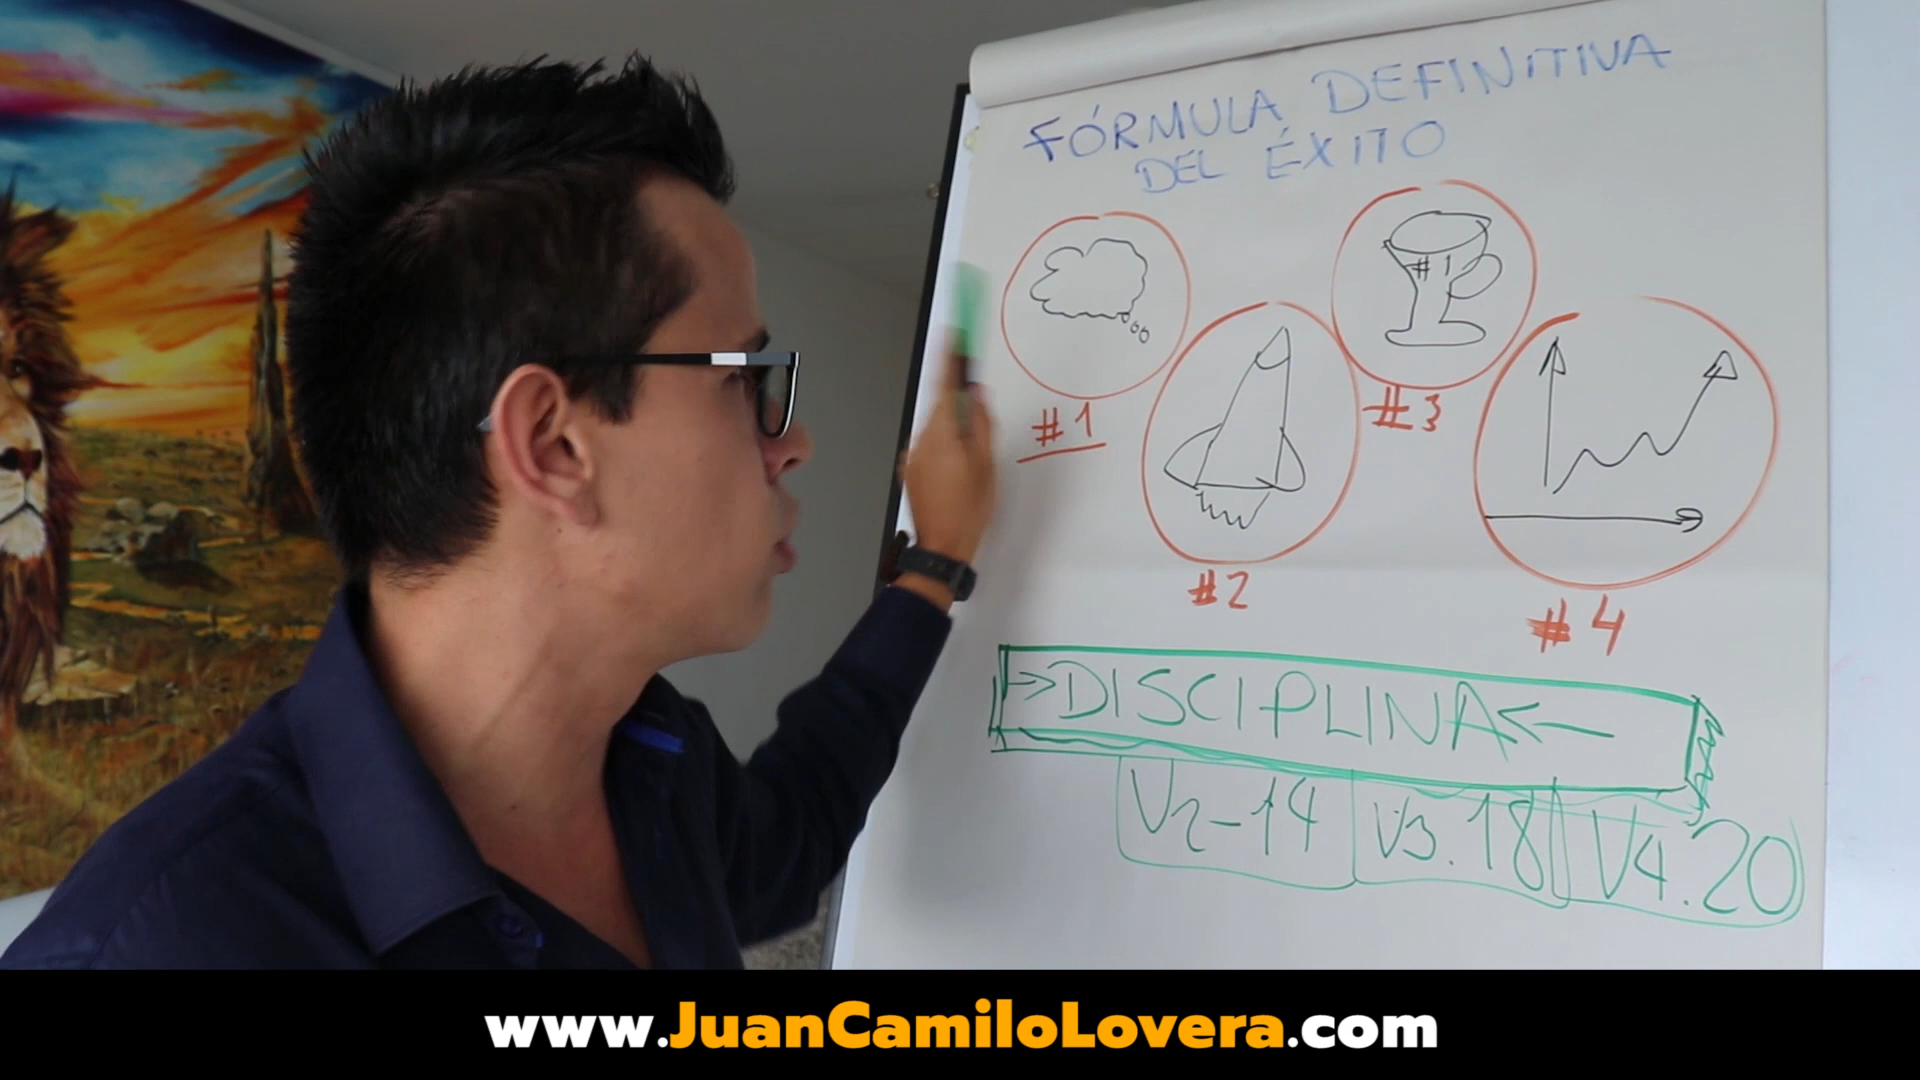 FÓRMULA DEFINITIVA
DEL ÉXITO
#1
#1
#2
#3
#4
→>DISCIPLINA<—
V2-14 V3.18 V4.20
www.JuanCamiloLovera.com